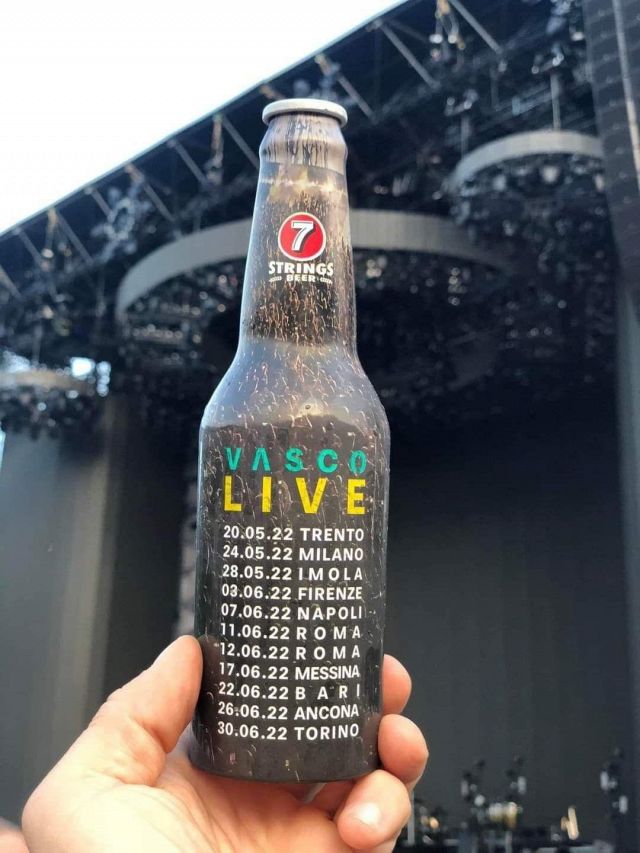 7
STRINGS
BEER
VASCO
LIVE
20.05.22 TRENTO
24.05.22 MILANO
28.05.22 IMOLA
03.06.22 FIRENZE
07.06.22 NAPOLI
11.06.22 ROMA
12.06.22 ROMA
17.06.22 MESSINA
22.06.22 BARI
26.06.22 ANCONA
30.06.22 TORINO